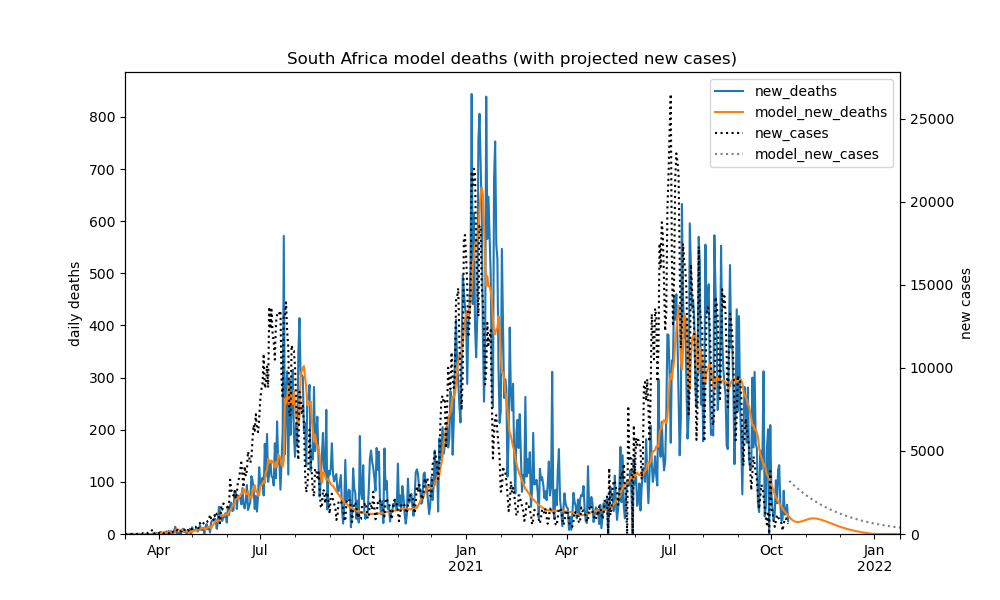 South Africa model deaths (with projected new cases)
new_deaths
model_new_deaths
new_cases
model_new_cases
daily deaths
800
700
600
500
400
300
200
100
0
25000
20000
15000
10000
5000
0
new cases
Apr Jul Oct Jan Apr Jul Oct Jan
2021 2022